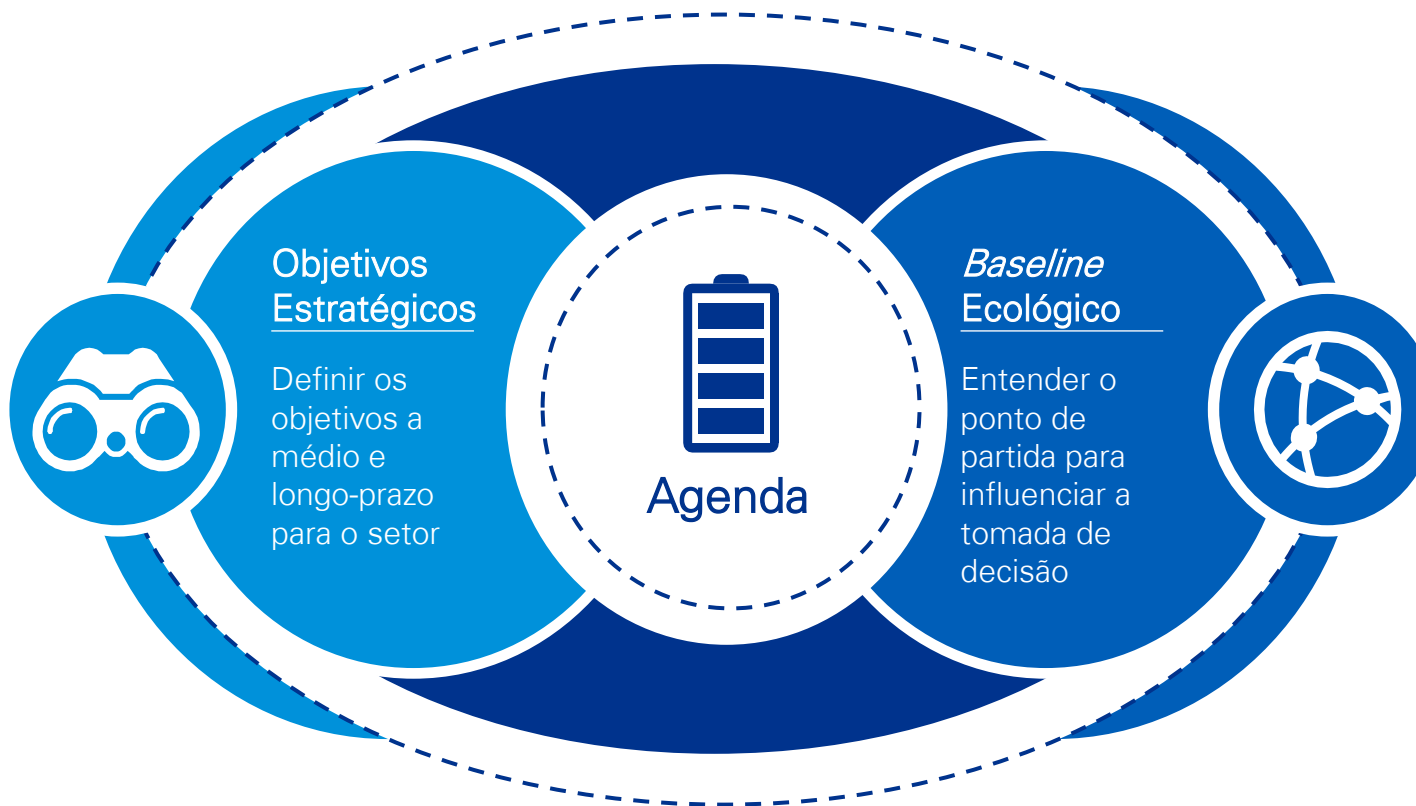 Objetivos
Estratégicos
Definir os
objetivos a
médio e
longo-prazo
para o setor
Agenda
Baseline
Ecológico
Entender o
ponto de
partida para
influenciar a
tomada de
decisão